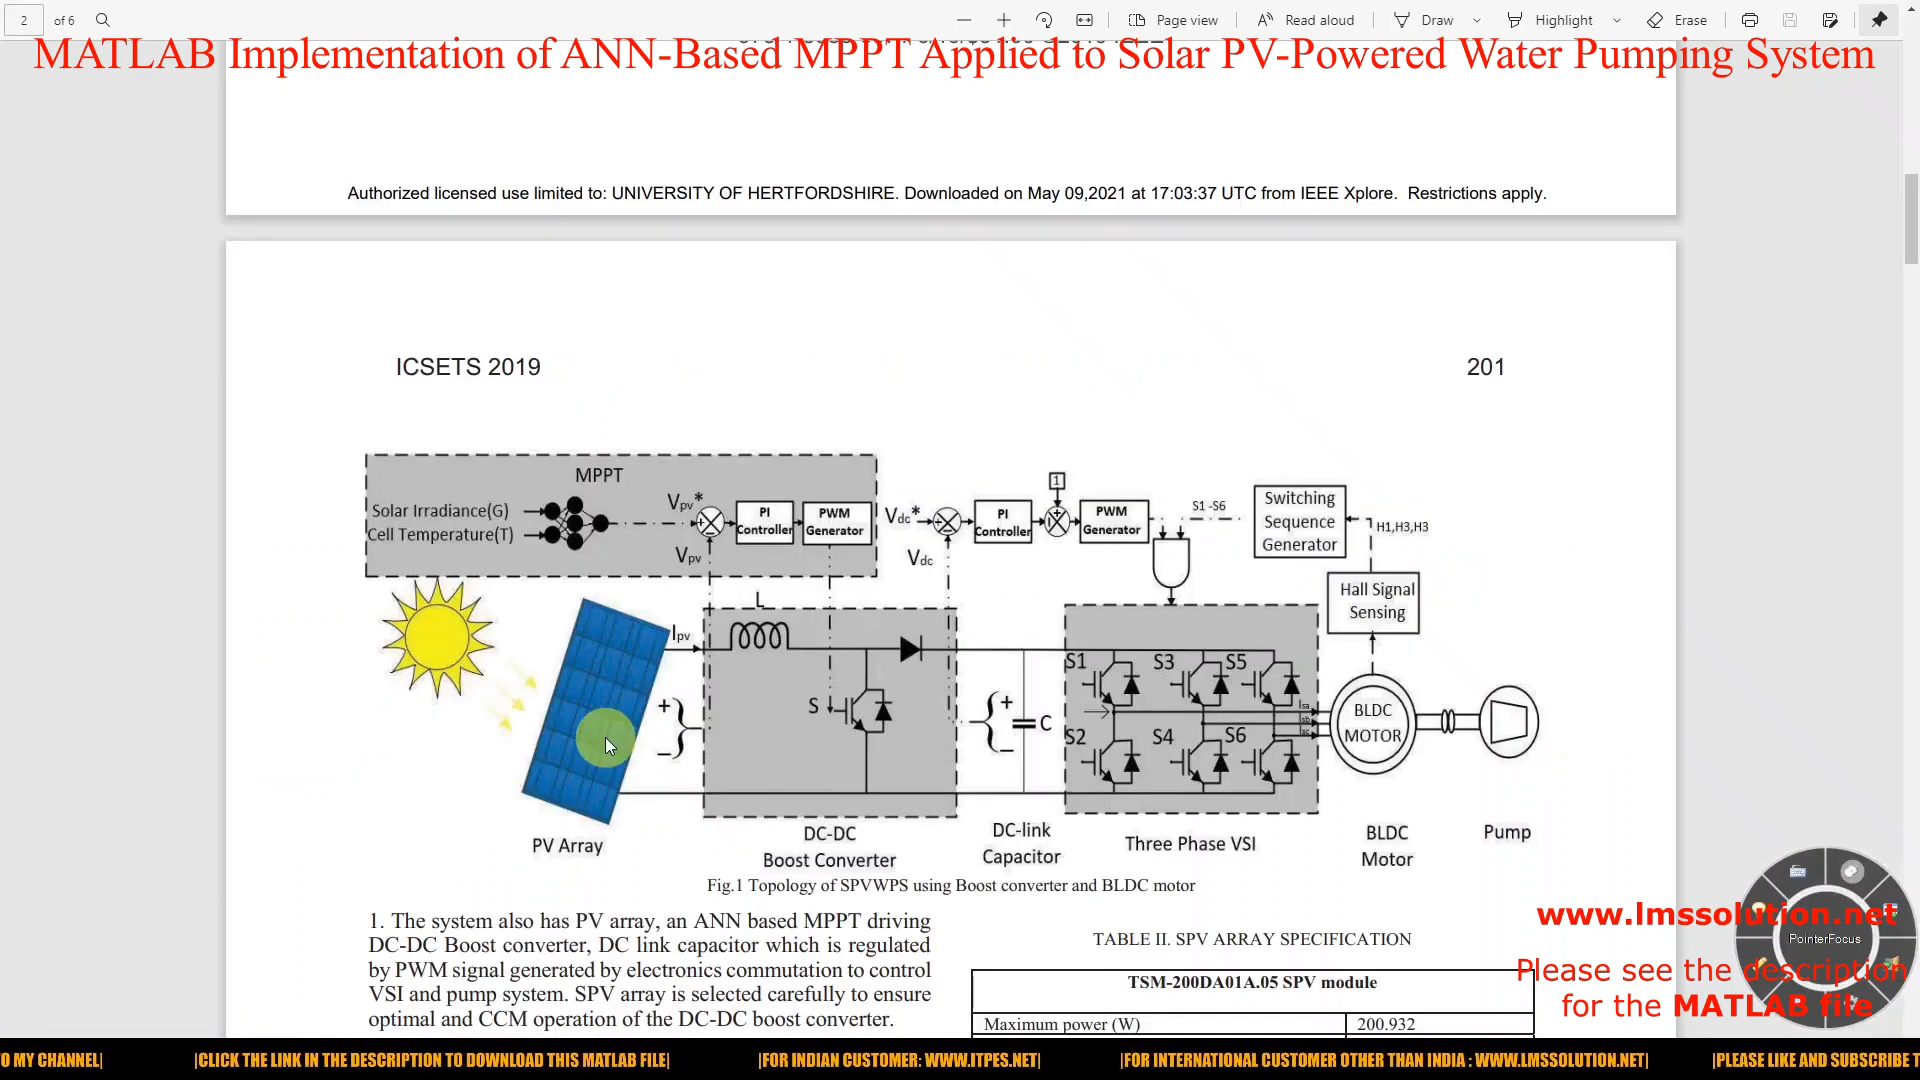 2 of 6 Page view Read aloud Draw Highlight Erase
MATLAB Implementation of ANN-Based MPPT Applied to Solar PV-Powered Water Pumping System
Authorized licensed use limited to: UNIVERSITY OF HERTFORDSHIRE. Downloaded on May 09,2021 at 17:03:37 UTC from IEEE Xplore. Restrictions apply.
ICSETS 2019 201
MPPT
Solar Irradiance(G)
Cell Temperature(T)
Vpv*
Vpv
PI
Controller
PWM
Generator
Vdc*
Vdc
PI
Controller
1
PWM
Generator
S1 -S6
Switching
Sequence
Generator
H1,H3,H3
Hall Signal
Sensing
Ipv
L
S
+
−
+
−
C
S1 S3 S5
S2 S4 S6
Isa
Isb
Isc
BLDC
MOTOR
PV Array
DC-DC
Boost Converter
DC-link
Capacitor
Three Phase VSI
BLDC
Motor
Pump
Fig.1 Topology of SPVWPS using Boost converter and BLDC motor
1. The system also has PV array, an ANN based MPPT driving
DC-DC Boost converter, DC link capacitor which is regulated
by PWM signal generated by electronics commutation to control
VSI and pump system. SPV array is selected carefully to ensure
optimal and CCM operation of the DC-DC boost converter.
TABLE II. SPV ARRAY SPECIFICATION
TSM-200DA01A.05 SPV module
Maximum power (W) 200.932
www.lmssolution.net
PointerFocus
Please see the description
for the MATLAB file
TO MY CHANNEL| |CLICK THE LINK IN THE DESCRIPTION TO DOWNLOAD THIS MATLAB FILE| |FOR INDIAN CUSTOMER: WWW.ITPES.NET| |FOR INTERNATIONAL CUSTOMER OTHER THAN INDIA : WWW.LMSSOLUTION.NET| |PLEASE LIKE AND SUBSCRIBE T